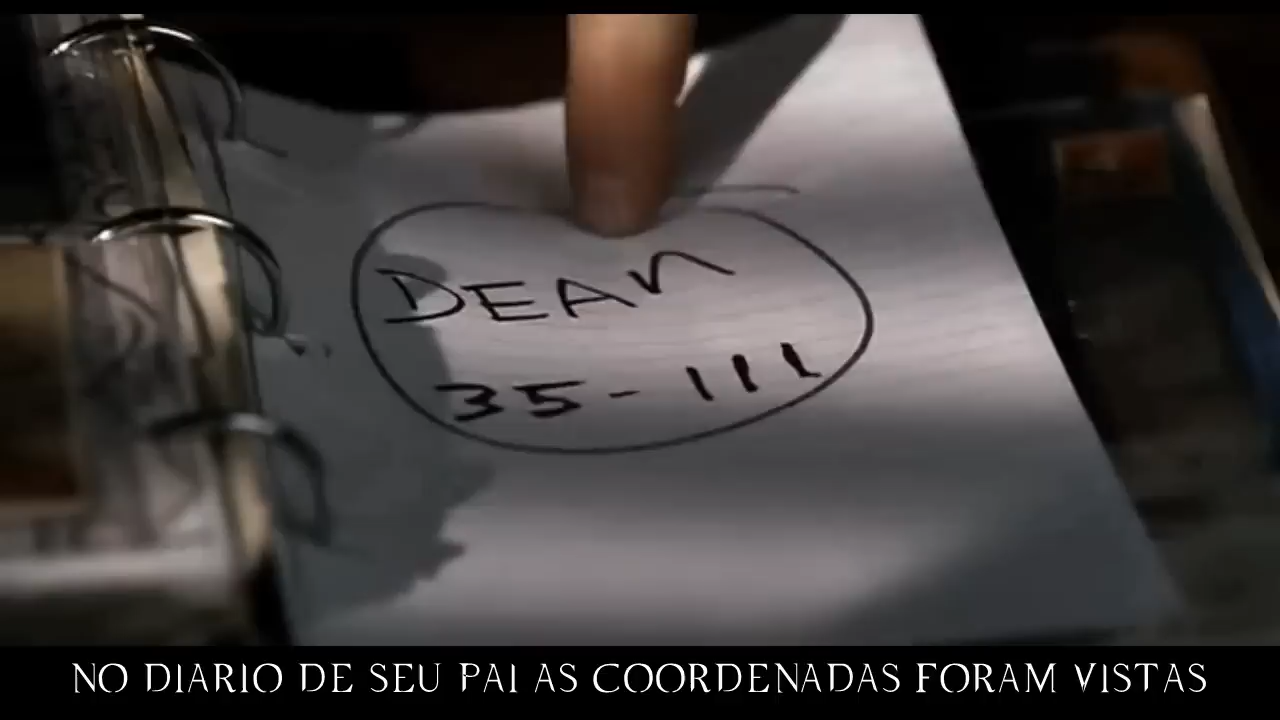 DEAN
35-111
NO DIARIO DE SEU PAI AS COORDENADAS FORAM VISTAS